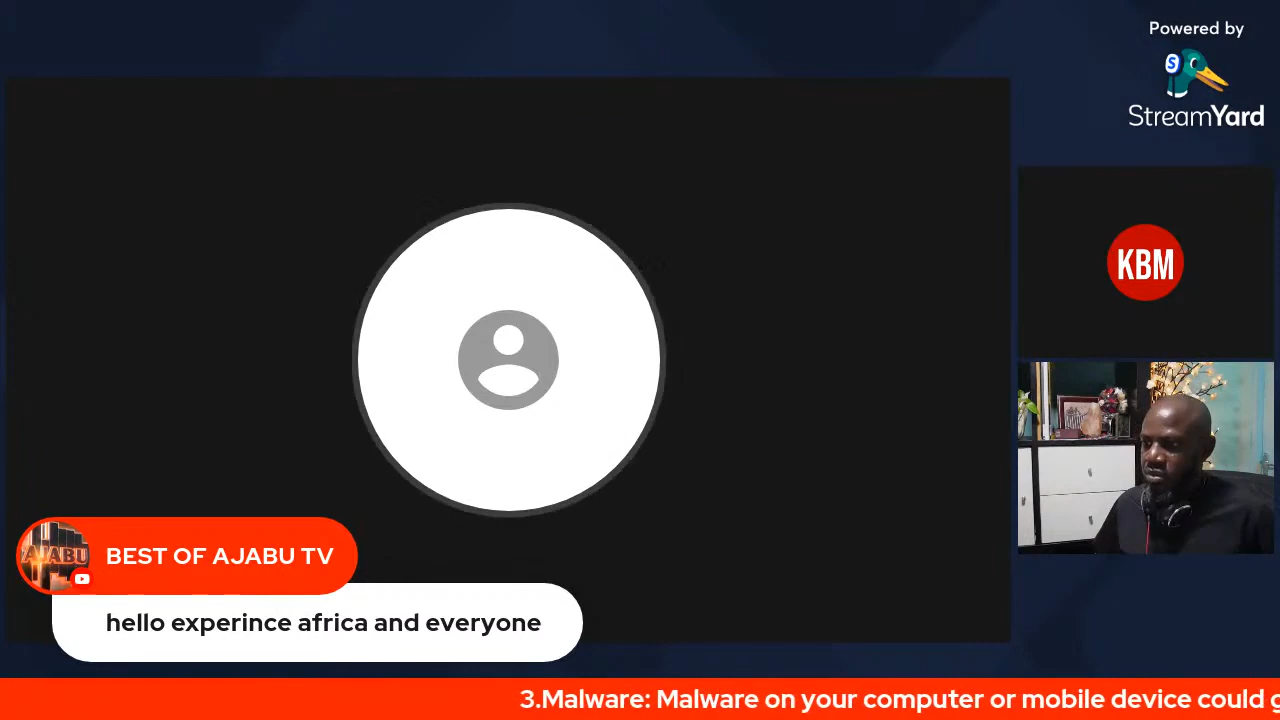 Powered by
StreamYard
KBM
AJABU
BEST OF AJABU TV
hello experince africa and everyone
3.Malware: Malware on your computer or mobile device could g